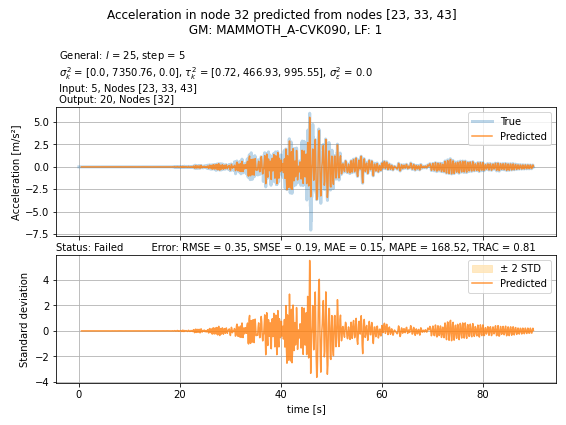 Acceleration in node 32 predicted from nodes [23, 33, 43]
GM: MAMMOTH_A-CVK090, LF: 1
General: l = 25, step = 5
σ²ₖ = [0.0, 7350.76, 0.0], τ²ₖ = [0.72, 466.93, 995.55], σ²ε = 0.0
Input: 5, Nodes [23, 33, 43]
Output: 20, Nodes [32]
5.0
2.5
0.0
−2.5
−5.0
−7.5
Acceleration [m/s²]
True
Predicted
Status: Failed Error: RMSE = 0.35, SMSE = 0.19, MAE = 0.15, MAPE = 168.52, TRAC = 0.81
4
2
0
−2
−4
Standard deviation
± 2 STD
Predicted
0 20 40 60 80
time [s]